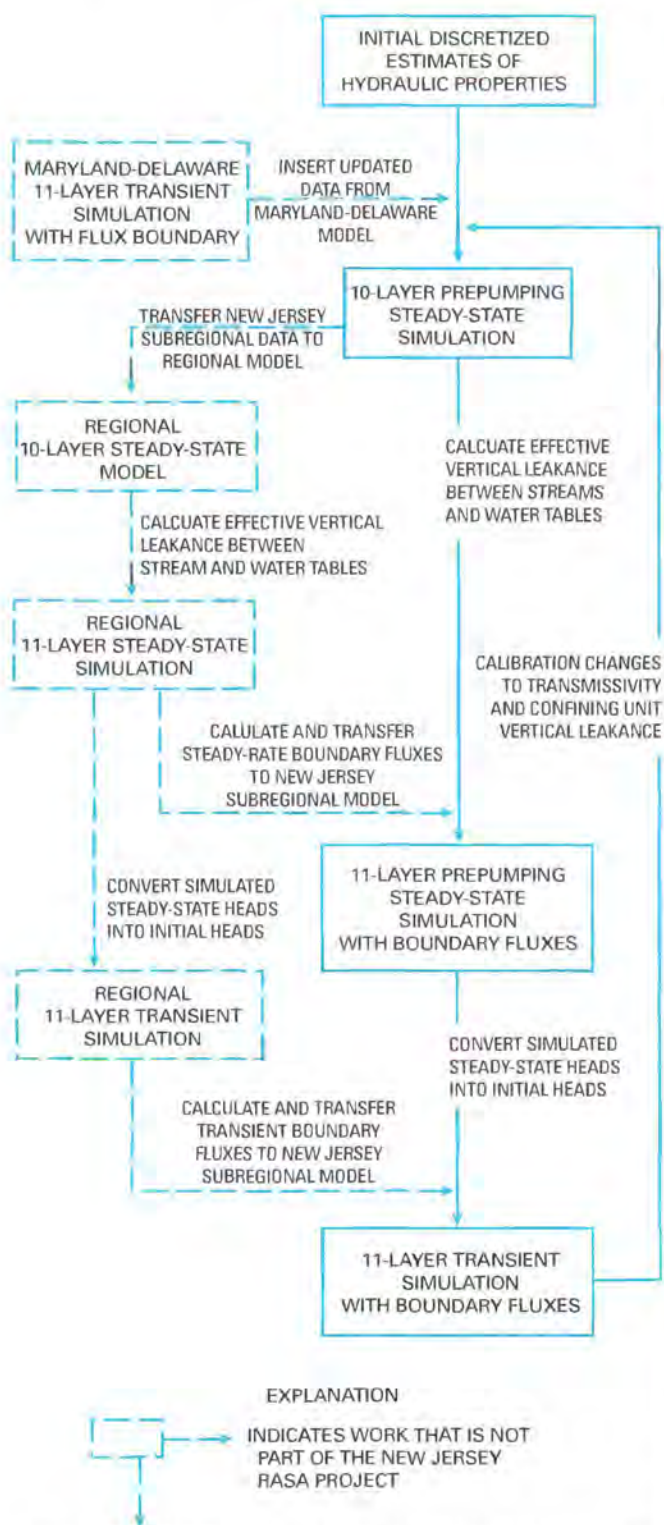 INITIAL DISCRETIZED
ESTIMATES OF
HYDRAULIC PROPERTIES
MARYLAND-DELAWARE
11-LAYER TRANSIENT
SIMULATION
WITH FLUX BOUNDARY
INSERT UPDATED
DATA FROM
MARYLAND-DELAWARE
MODEL
10-LAYER PREPUMPING
STEADY-STATE
SIMULATION
TRANSFER NEW JERSEY
SUBREGIONAL DATA TO
REGIONAL MODEL
REGIONAL
10-LAYER STEADY-STATE
MODEL
CALCUATE EFFECTIVE
VERTICAL LEAKANCE
BETWEEN STREAMS
AND WATER TABLES
CALCUATE EFFECTIVE VERTICAL
LEAKANCE BETWEEN
STREAM AND WATER TABLES
REGIONAL
11-LAYER STEADY-STATE
SIMULATION
CALIBRATION CHANGES
TO TRANSMISSIVITY
AND CONFINING UNIT
VERTICAL LEAKANCE
CALULATE AND TRANSFER
STEADY-RATE BOUNDARY FLUXES
TO NEW JERSEY
SUBREGIONAL MODEL
11-LAYER PREPUMPING
STEADY-STATE
SIMULATION
WITH BOUNDARY FLUXES
CONVERT SIMULATED
STEADY-STATE HEADS
INTO INITIAL HEADS
REGIONAL
11-LAYER TRANSIENT
SIMULATION
CONVERT SIMULATED
STEADY-STATE HEADS
INTO INITIAL HEADS
CALCULATE AND TRANSFER
TRANSIENT BOUNDARY
FLUXES TO NEW JERSEY
SUBREGIONAL MODEL
11-LAYER TRANSIENT
SIMULATION
WITH BOUNDARY FLUXES
EXPLANATION
INDICATES WORK THAT IS NOT
PART OF THE NEW JERSEY
RASA PROJECT